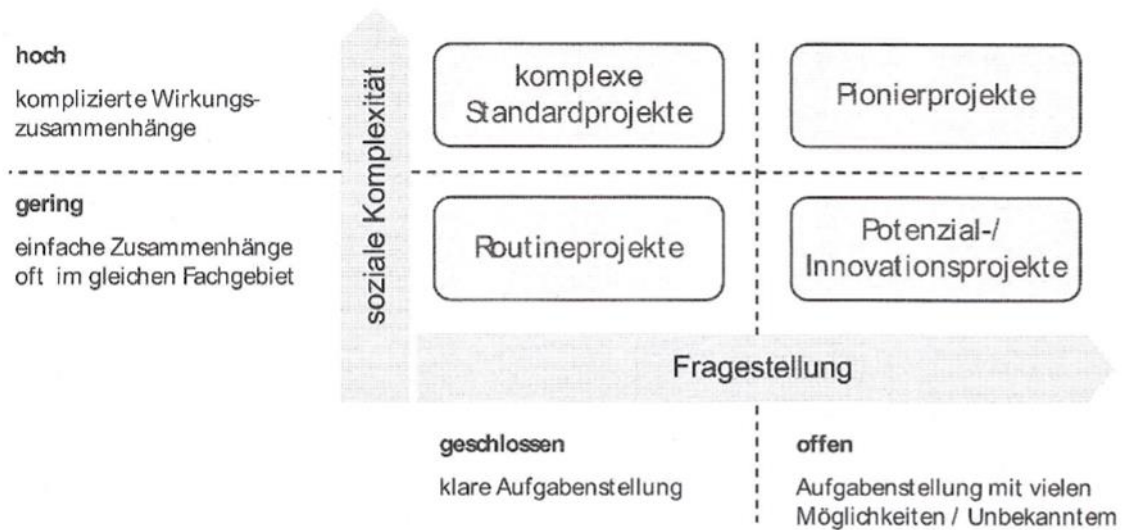 hoch
komplizierte Wirkungs-
zusammenhänge
gering
einfache Zusammenhänge
oft im gleichen Fachgebiet
soziale Komplexität
komplexe
Standardprojekte
Pionierprojekte
Routineprojekte
Potenzial-/
Innovationsprojekte
Fragestellung
geschlossen
klare Aufgabenstellung
offen
Aufgabenstellung mit vielen
Möglichkeiten / Unbekanntem